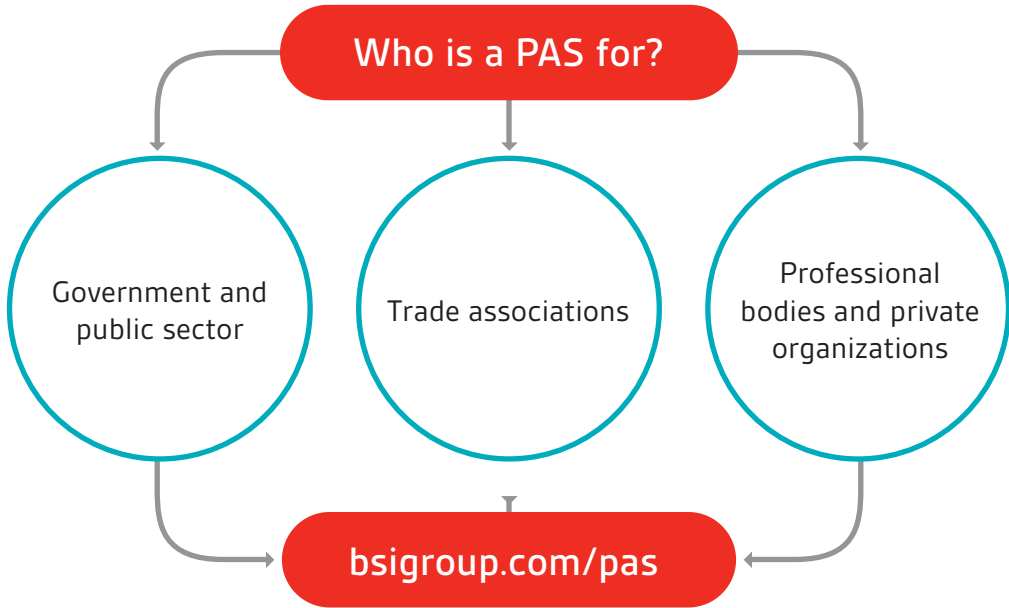 Who is a PAS for?
Government and
public sector
Trade associations
Professional
bodies and private
organizations
bsigroup.com/pas